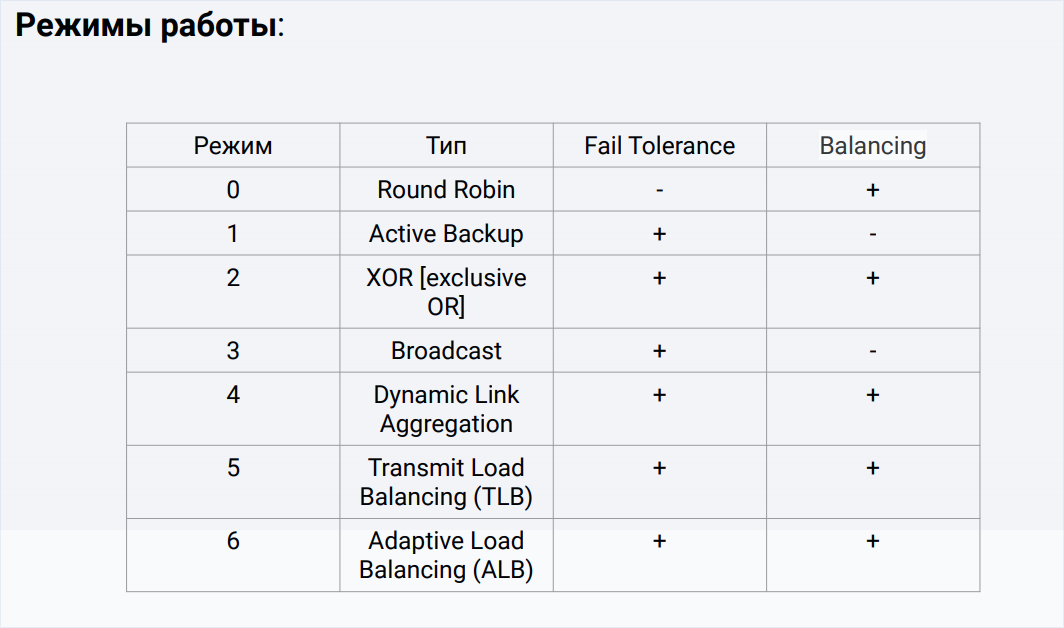 Режимы работы:
Режим Тип Fail Tolerance Balancing
0 Round Robin - +
1 Active Backup + -
2 XOR [exclusive + +
OR]
3 Broadcast + -
4 Dynamic Link + +
Aggregation
5 Transmit Load + +
Balancing (TLB)
6 Adaptive Load + +
Balancing (ALB)